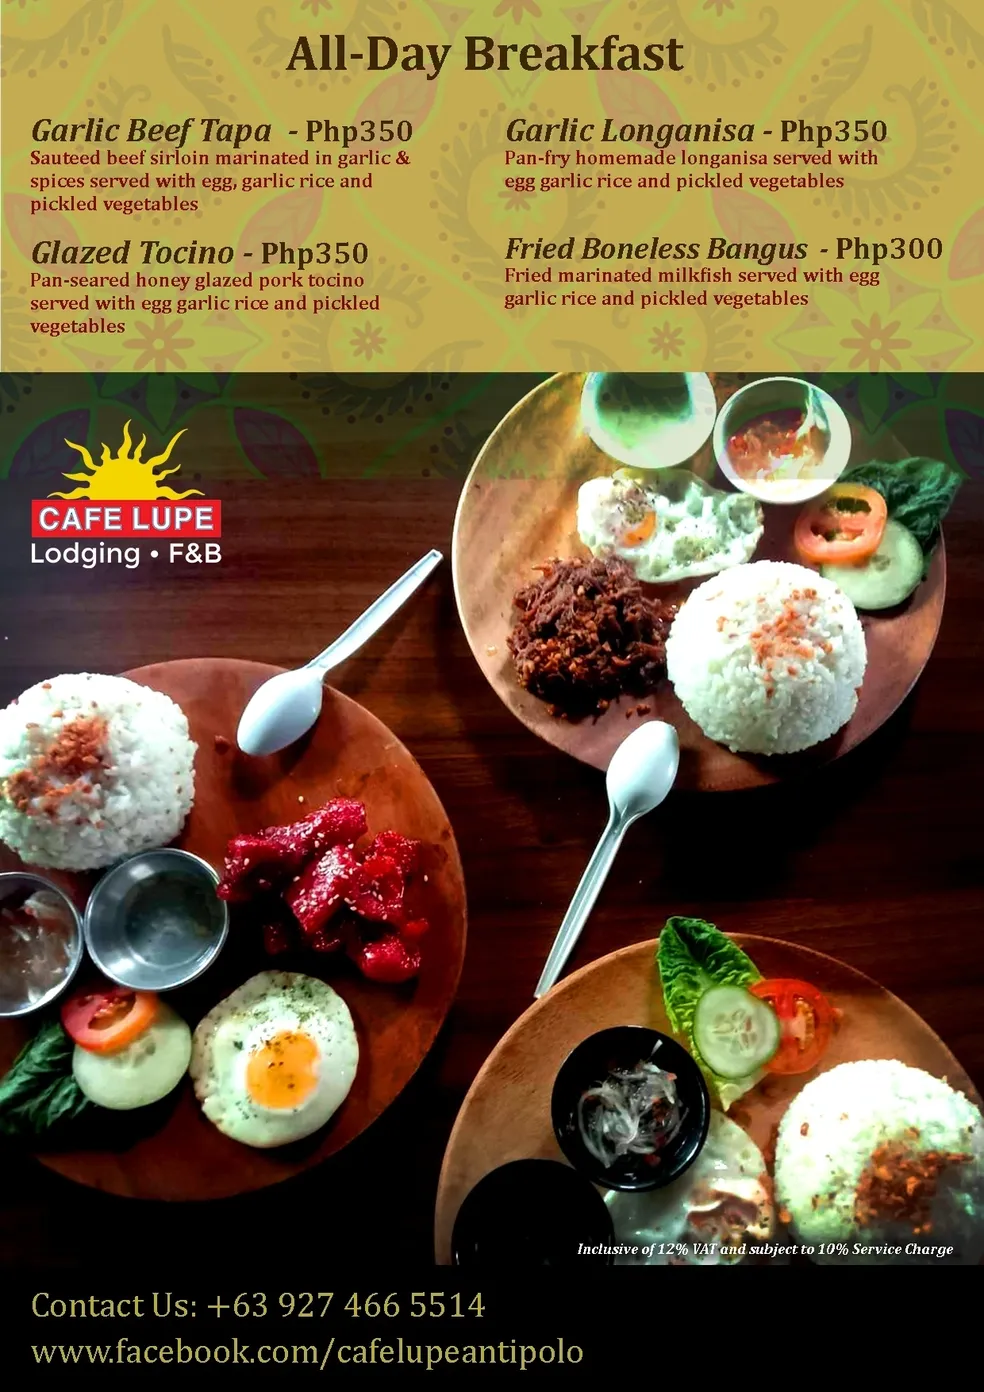 All-Day Breakfast
Garlic Beef Tapa - Php350
Sauteed beef sirloin marinated in garlic &
spices served with egg, garlic rice and
pickled vegetables
Glazed Tocino - Php350
Pan-seared honey glazed pork tocino
served with egg garlic rice and pickled
vegetables
Garlic Longanisa - Php350
Pan-fry homemade longanisa served with
egg garlic rice and pickled vegetables
Fried Boneless Bangus - Php300
Fried marinated milkfish served with egg
garlic rice and pickled vegetables
CAFE LUPE
Lodging • F&B
Inclusive of 12% VAT and subject to 10% Service Charge
Contact Us: +63 927 466 5514
www.facebook.com/cafelupeantipolo